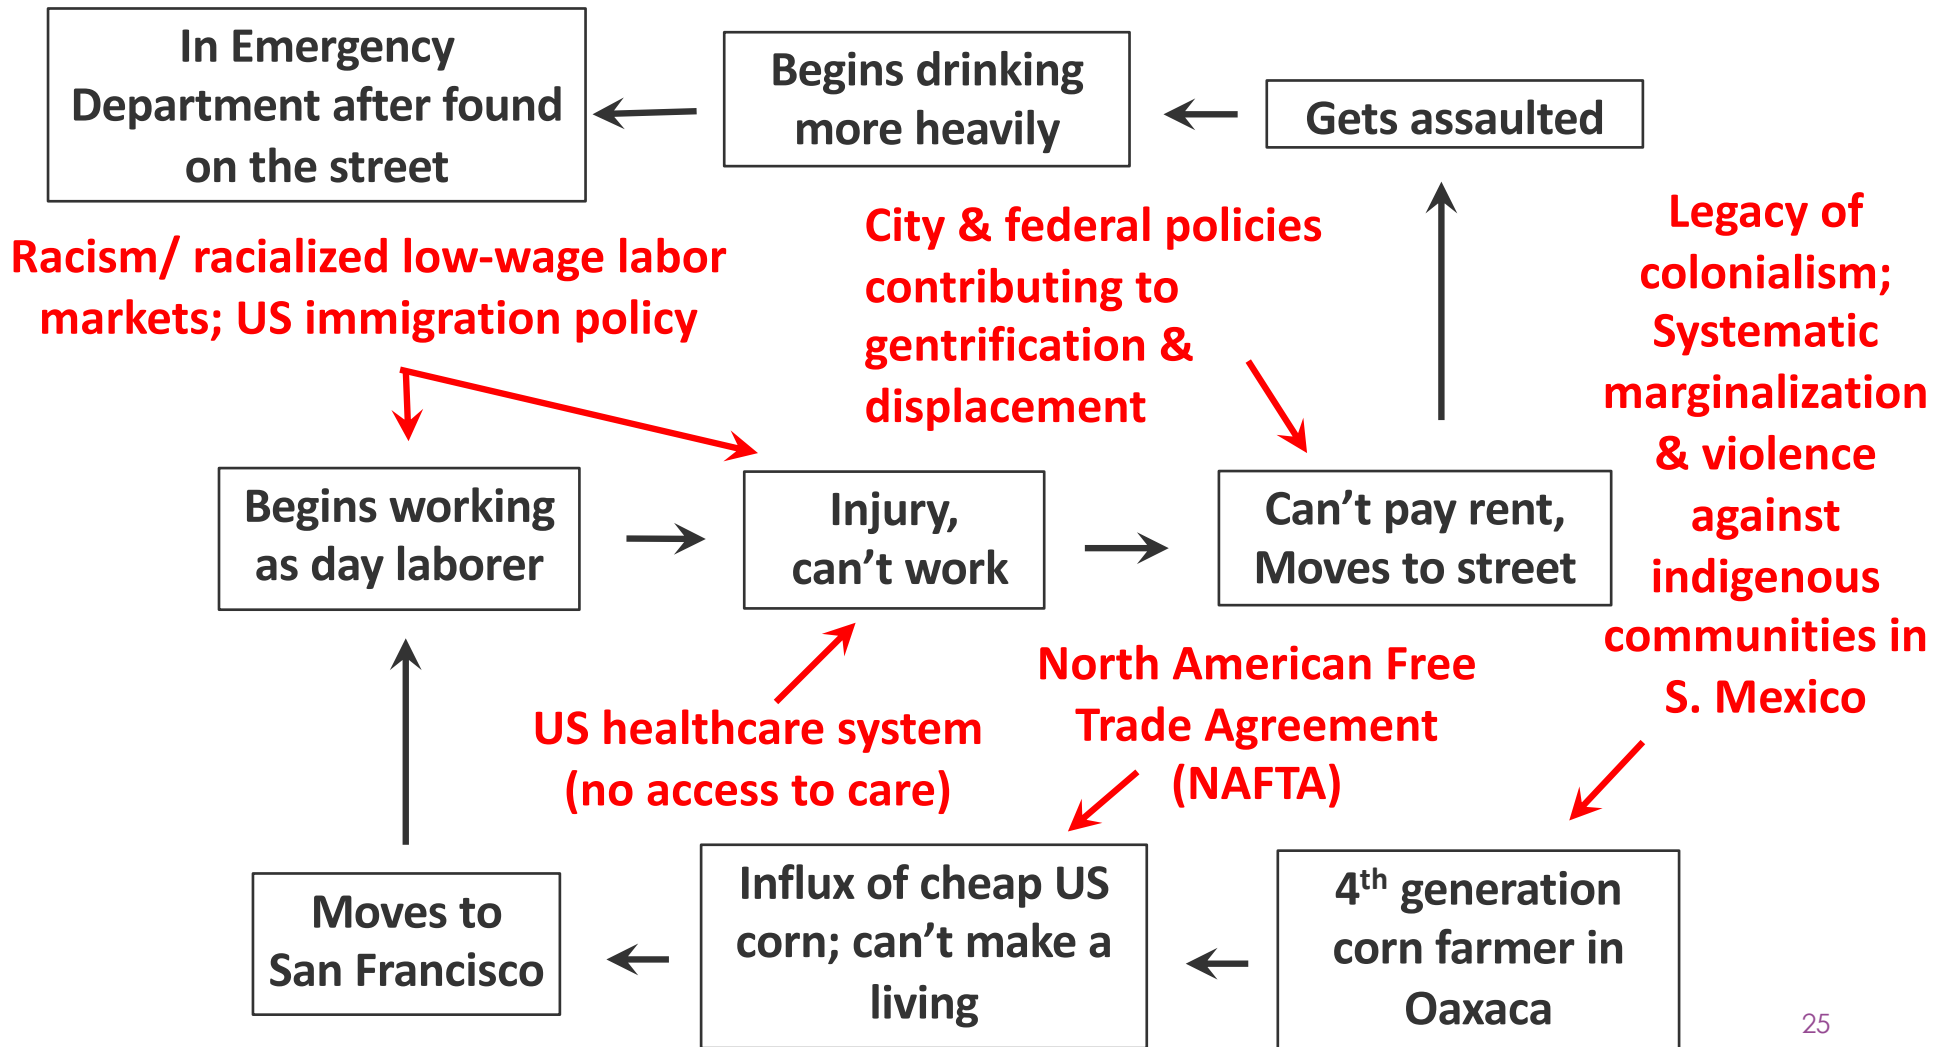 In Emergency
Department after found
on the street
Begins drinking
more heavily
Gets assaulted
Racism/ racialized low-wage labor
markets; US immigration policy
City & federal policies
contributing to
gentrification &
displacement
Legacy of
colonialism;
Systematic
marginalization
& violence
against
indigenous
communities in
S. Mexico
Begins working
as day laborer
Injury,
can’t work
Can’t pay rent,
Moves to street
US healthcare system
(no access to care)
North American Free
Trade Agreement
(NAFTA)
Moves to
San Francisco
Influx of cheap US
corn; can’t make a
living
4th generation
corn farmer in
Oaxaca
25